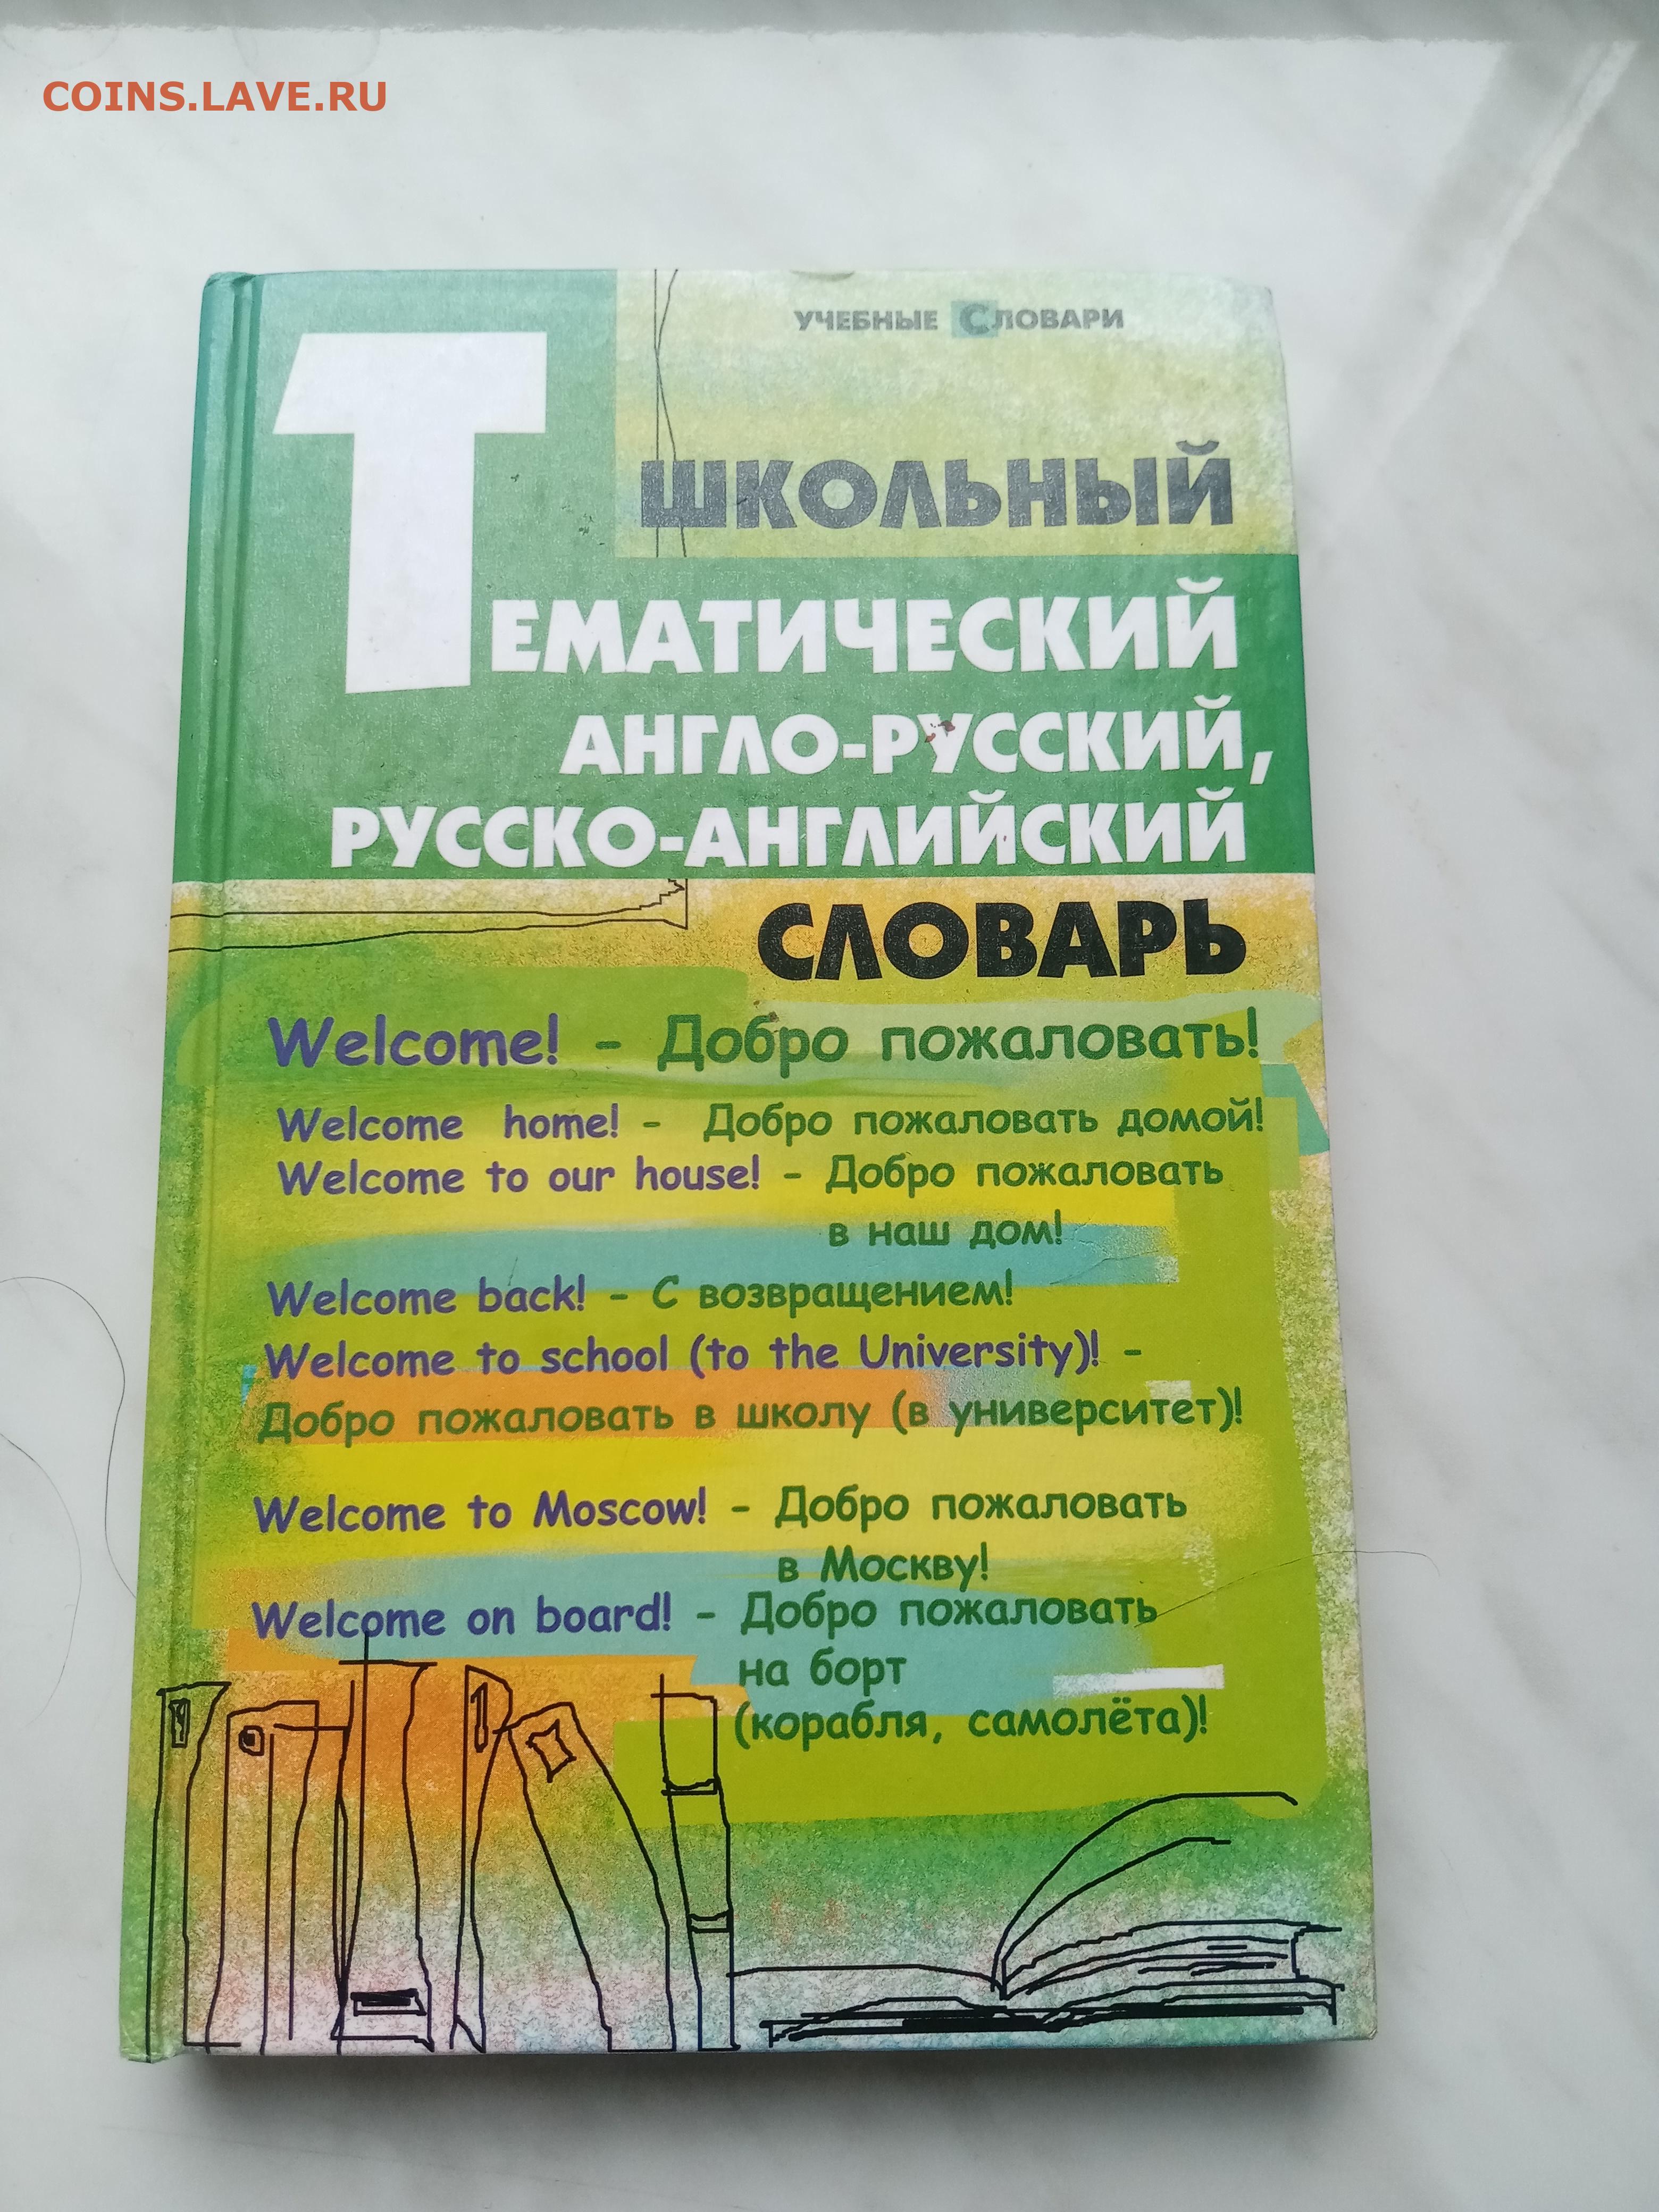 COINS.LAVE.RU
УЧЕБНЫЕ СЛОВАРИ
ШКОЛЬНЫЙ
ТЕМАТИЧЕСКИЙ
АНГЛО-РУССКИЙ,
РУССКО-АНГЛИЙСКИЙ
СЛОВАРЬ
Welcome! - Добро пожаловать!
Welcome home! - Добро пожаловать домой!
Welcome to our house! - Добро пожаловать
в наш дом!
Welcome back! - С возвращением!
Welcome to school (to the University)! -
Добро пожаловать в школу (в университет)!
Welcome to Moscow! - Добро пожаловать
в Москву!
Welcome on board! - Добро пожаловать
на борт
(корабля, самолёта)!